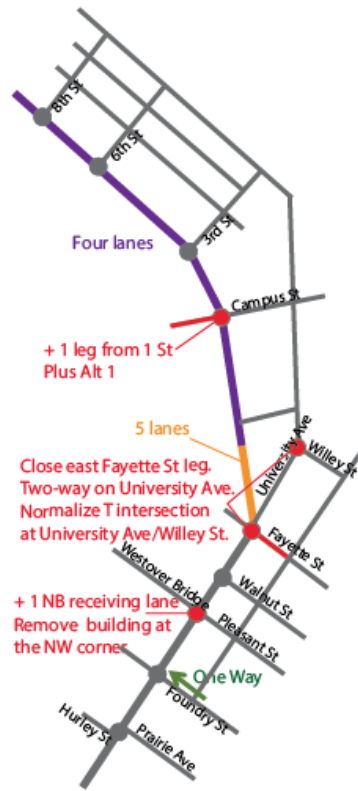 8th St
6th St
3rd St
Four lanes
Campus St
+ 1 leg from 1 St
Plus Alt 1
5 lanes
University Ave
Willey St
Close east Fayette St leg.
Two-way on University Ave.
Normalize T intersection
at University Ave/Willey St.
Fayette St
Westover Bridge
Walnut St
+ 1 NB receiving lane
Remove building at
the NW corner
Pleasant St
One Way
Foundry St
Hurley St
Prairie Ave